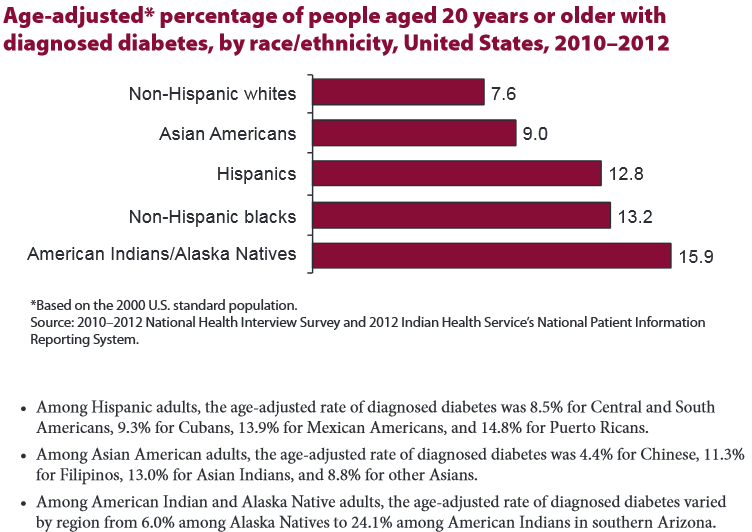 Age-adjusted* percentage of people aged 20 years or older with
diagnosed diabetes, by race/ethnicity, United States, 2010–2012
Non-Hispanic whites 7.6
Asian Americans 9.0
Hispanics 12.8
Non-Hispanic blacks 13.2
American Indians/Alaska Natives 15.9
*Based on the 2000 U.S. standard population.
Source: 2010–2012 National Health Interview Survey and 2012 Indian Health Service’s National Patient Information
Reporting System.
• Among Hispanic adults, the age-adjusted rate of diagnosed diabetes was 8.5% for Central and South
Americans, 9.3% for Cubans, 13.9% for Mexican Americans, and 14.8% for Puerto Ricans.
• Among Asian American adults, the age-adjusted rate of diagnosed diabetes was 4.4% for Chinese, 11.3%
for Filipinos, 13.0% for Asian Indians, and 8.8% for other Asians.
• Among American Indian and Alaska Native adults, the age-adjusted rate of diagnosed diabetes varied
by region from 6.0% among Alaska Natives to 24.1% among American Indians in southern Arizona.